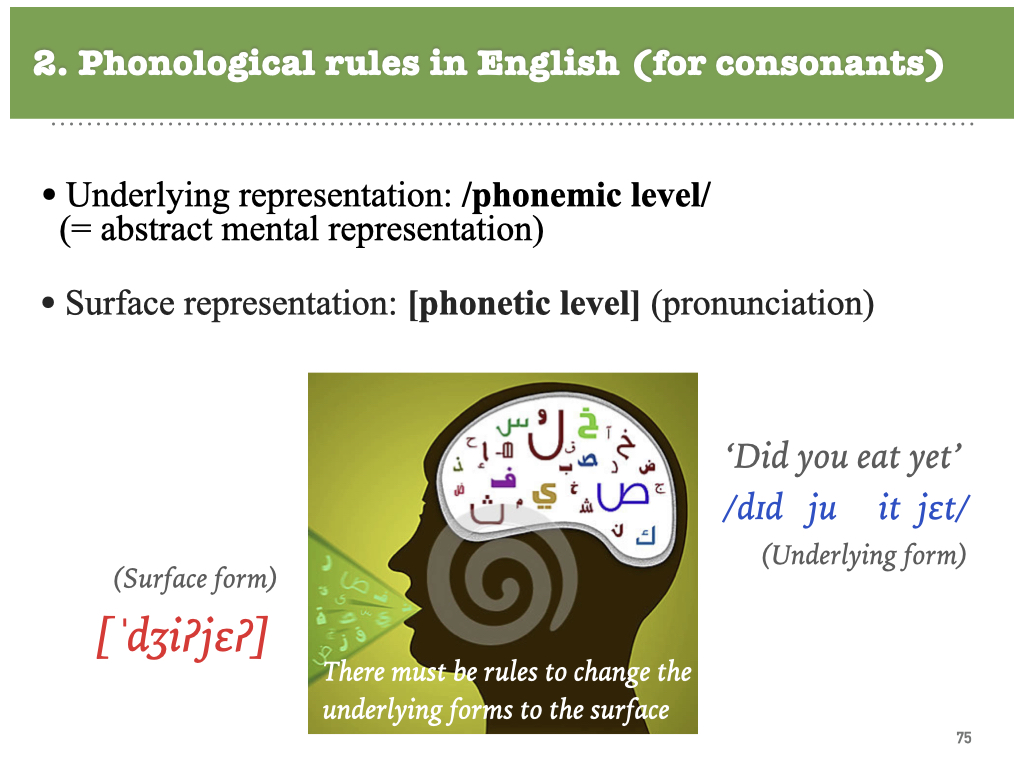 2. Phonological rules in English (for consonants)
• Underlying representation: /phonemic level/
(= abstract mental representation)
• Surface representation: [phonetic level] (pronunciation)
‘Did you eat yet’
/dɪd ju it jɛt/
(Underlying form)
(Surface form)
[ˈdʒiʔjɛʔ]
There must be rules to change the
underlying forms to the surface
75